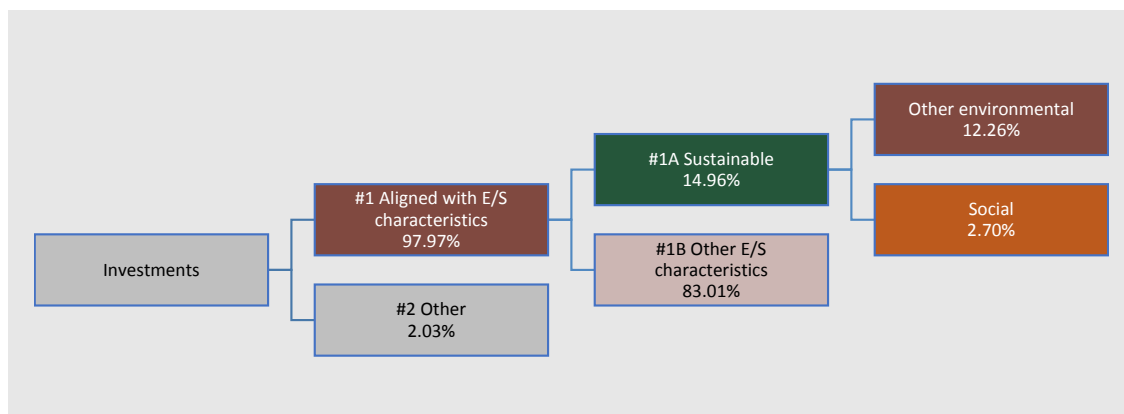 Investments
#1 Aligned with E/S
characteristics
97.97%
#2 Other
2.03%
#1A Sustainable
14.96%
#1B Other E/S
characteristics
83.01%
Other environmental
12.26%
Social
2.70%